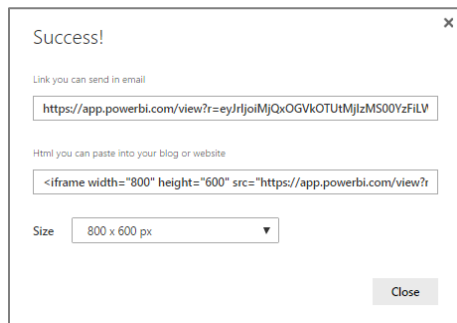 Success!
Link you can send in email
https://app.powerbi.com/view?r=eyJrIjoiMjQxOGVkOTUtMjIzMS00YzFiLW
Html you can paste into your blog or website
<iframe width="800" height="600" src="https://app.powerbi.com/view?r
Size 800 x 600 px
Close